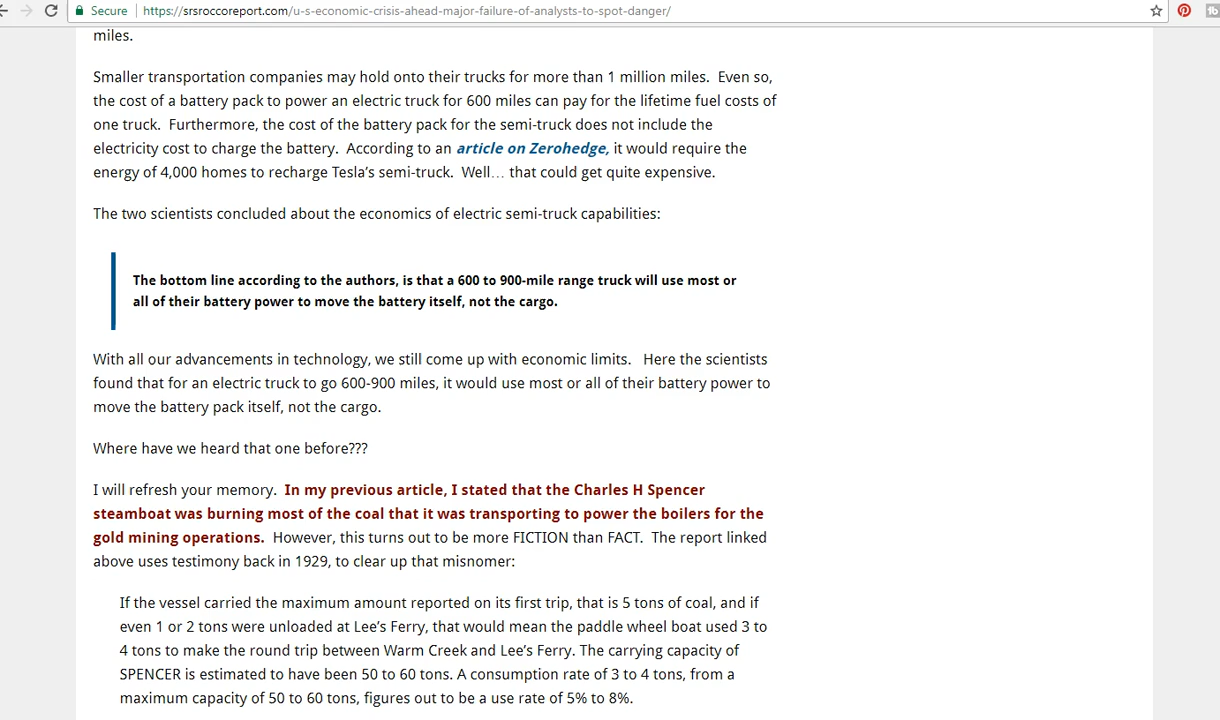 Secure https://srsroccoreport.com/u-s-economic-crisis-ahead-major-failure-of-analysts-to-spot-danger/
miles.
Smaller transportation companies may hold onto their trucks for more than 1 million miles.  Even so,
the cost of a battery pack to power an electric truck for 600 miles can pay for the lifetime fuel costs of
one truck.  Furthermore, the cost of the battery pack for the semi-truck does not include the
electricity cost to charge the battery.  According to an article on Zerohedge, it would require the
energy of 4,000 homes to recharge Tesla's semi-truck.  Well… that could get quite expensive.
The two scientists concluded about the economics of electric semi-truck capabilities:
The bottom line according to the authors, is that a 600 to 900-mile range truck will use most or
all of their battery power to move the battery itself, not the cargo.
With all our advancements in technology, we still come up with economic limits.   Here the scientists
found that for an electric truck to go 600-900 miles, it would use most or all of their battery power to
move the battery pack itself, not the cargo.
Where have we heard that one before???
I will refresh your memory.  In my previous article, I stated that the Charles H Spencer
steamboat was burning most of the coal that it was transporting to power the boilers for the
gold mining operations.  However, this turns out to be more FICTION than FACT.  The report linked
above uses testimony back in 1929, to clear up that misnomer:
If the vessel carried the maximum amount reported on its first trip, that is 5 tons of coal, and if
even 1 or 2 tons were unloaded at Lee's Ferry, that would mean the paddle wheel boat used 3 to
4 tons to make the round trip between Warm Creek and Lee's Ferry. The carrying capacity of
SPENCER is estimated to have been 50 to 60 tons. A consumption rate of 3 to 4 tons, from a
maximum capacity of 50 to 60 tons, figures out to be a use rate of 5% to 8%.